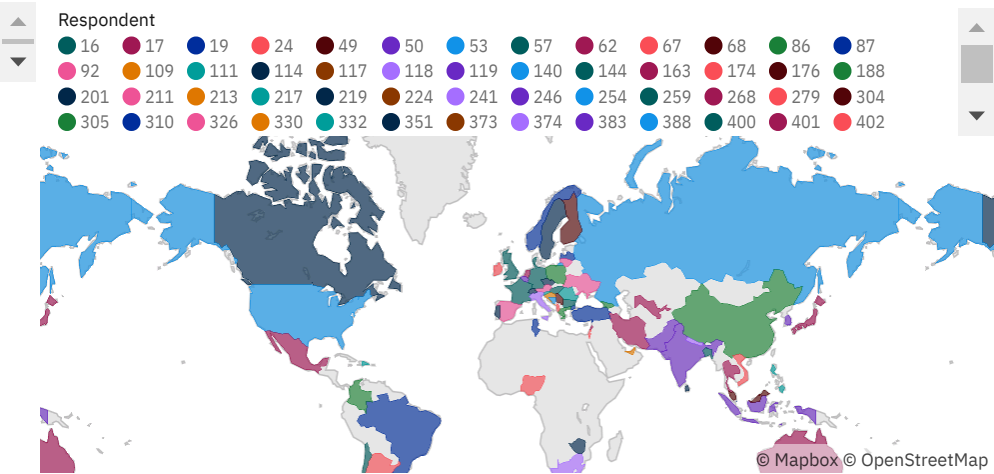 Respondent
16 17 19 24 49 50 53 57 62 67 68 86 87
92 109 111 114 117 118 119 140 144 163 174 176 188
201 211 213 217 219 224 241 246 254 259 268 279 304
305 310 326 330 332 351 373 374 383 388 400 401 402
© Mapbox © OpenStreetMap